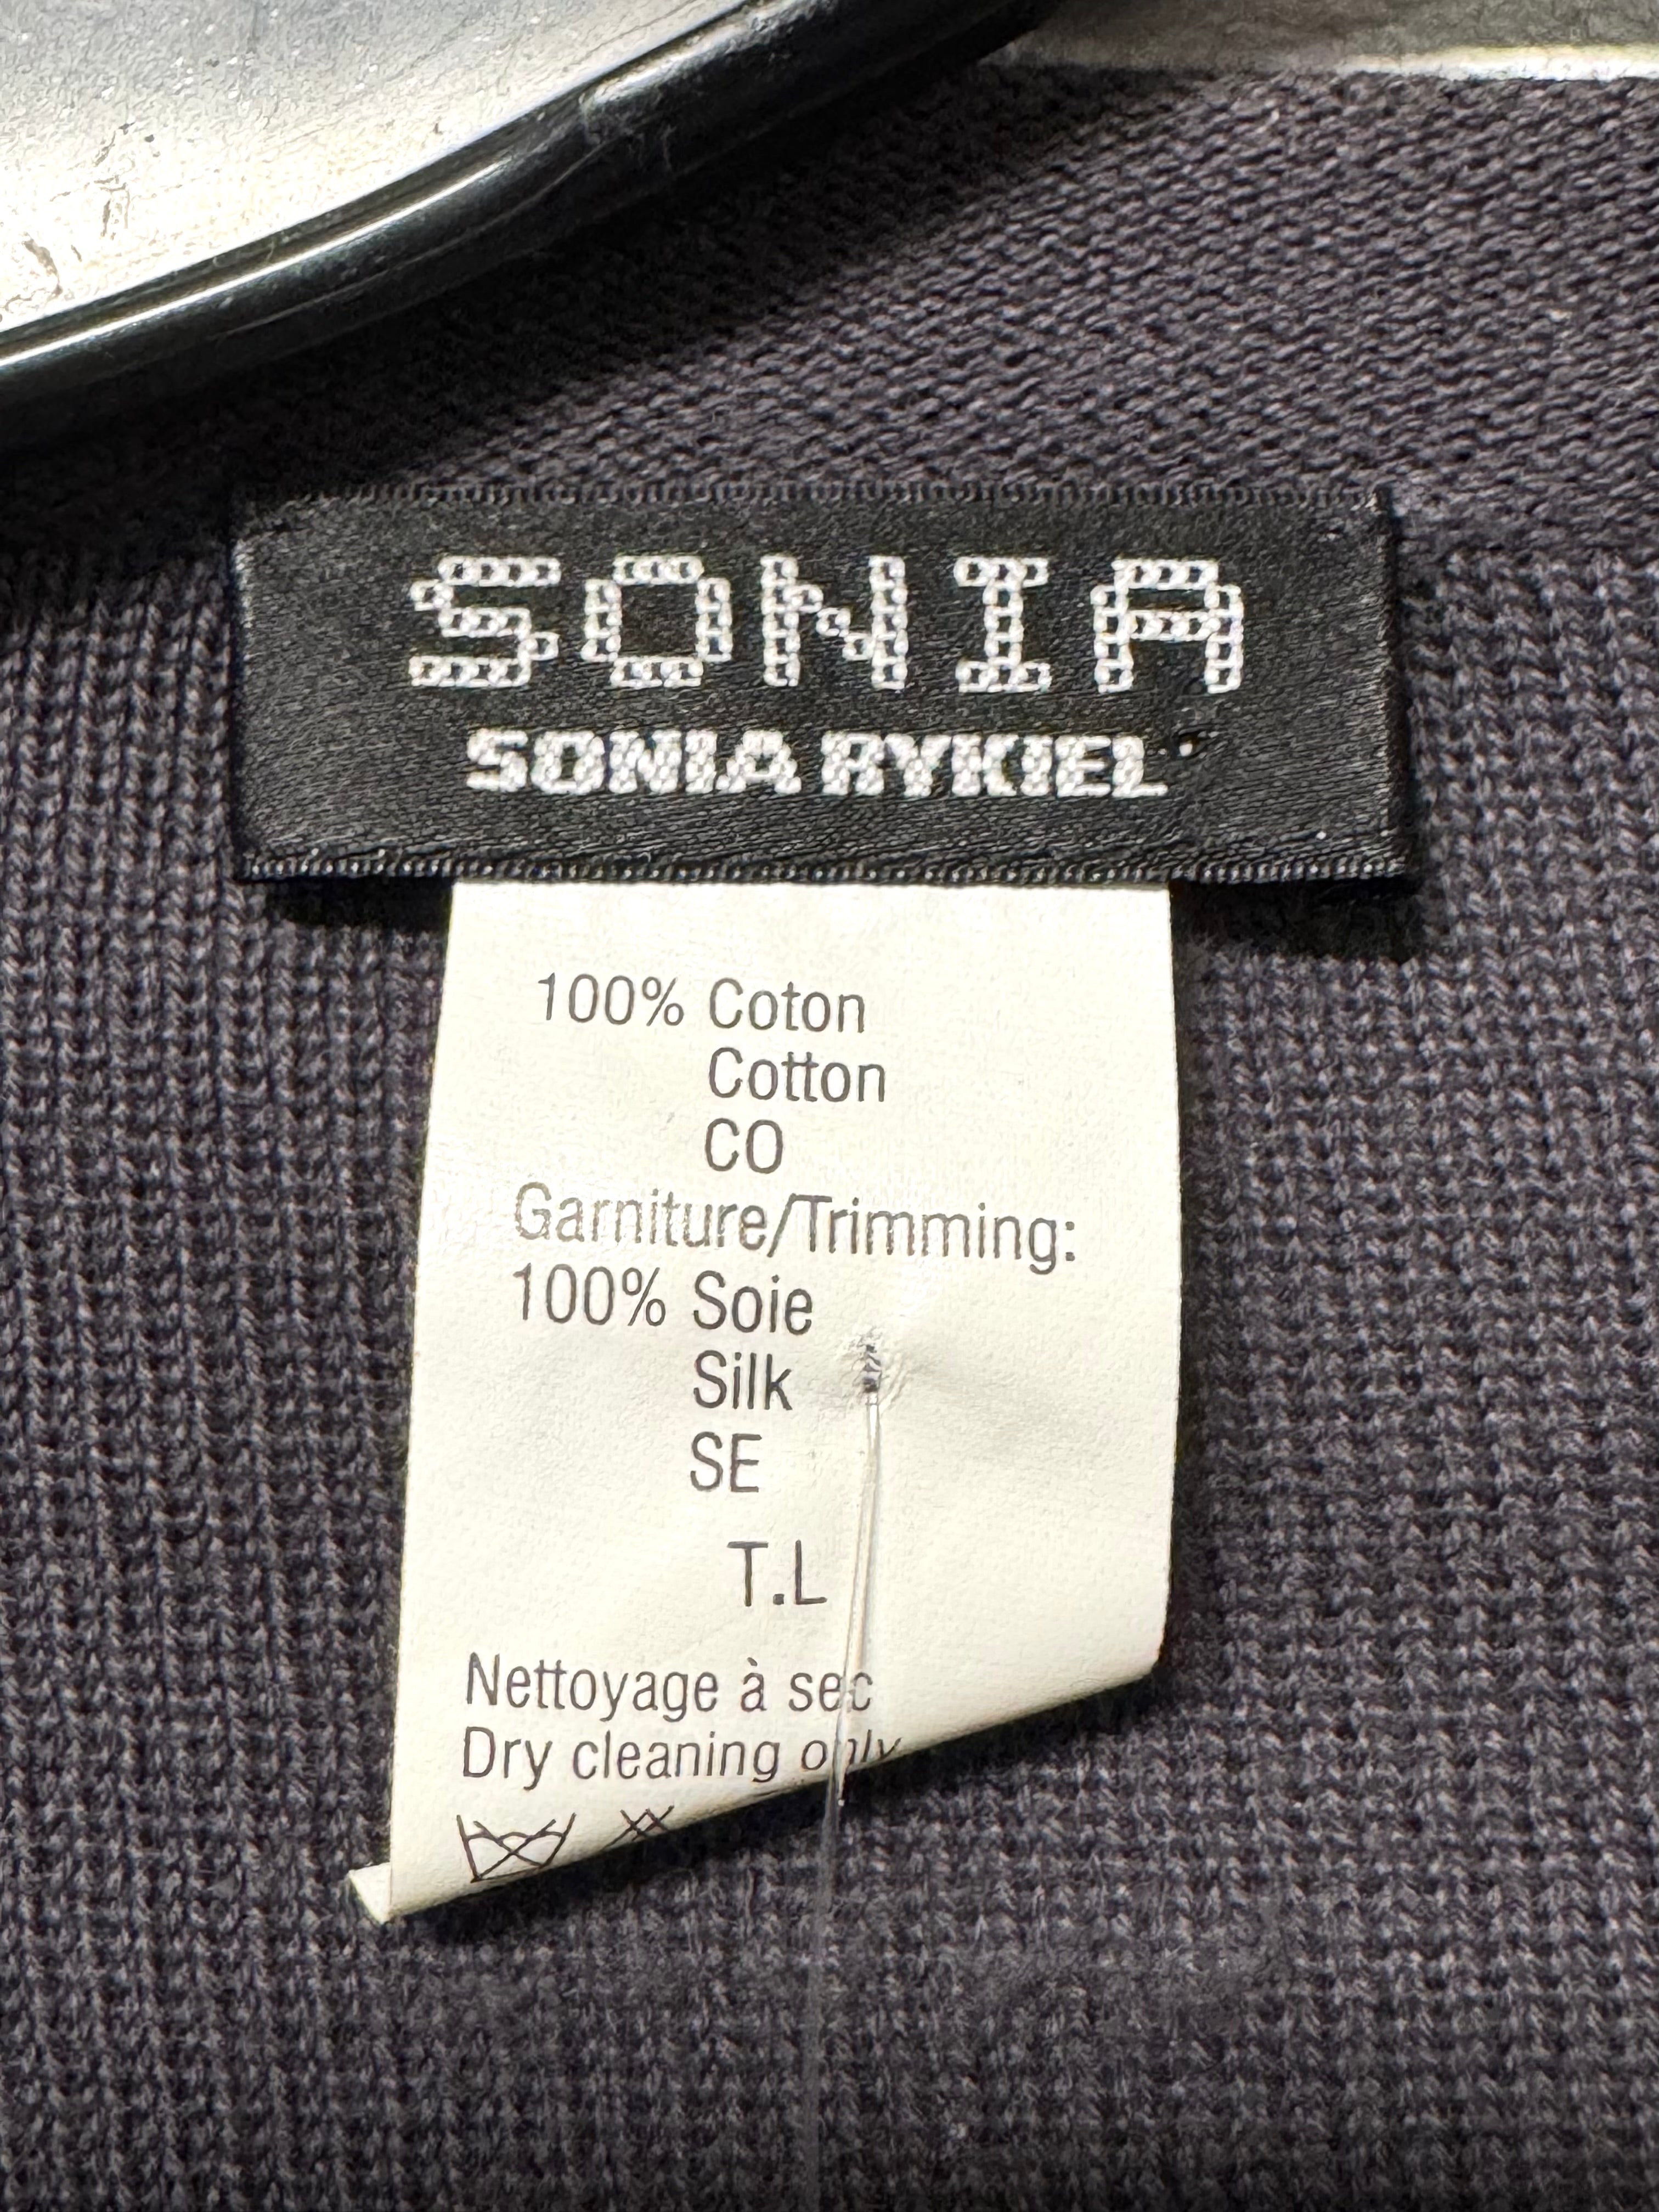 SONIA
SONIA RYKIEL
100% Coton
Cotton
CO
Garniture/Trimming:
100% Soie
Silk
SE
T.L
Nettoyage à sec
Dry cleaning only